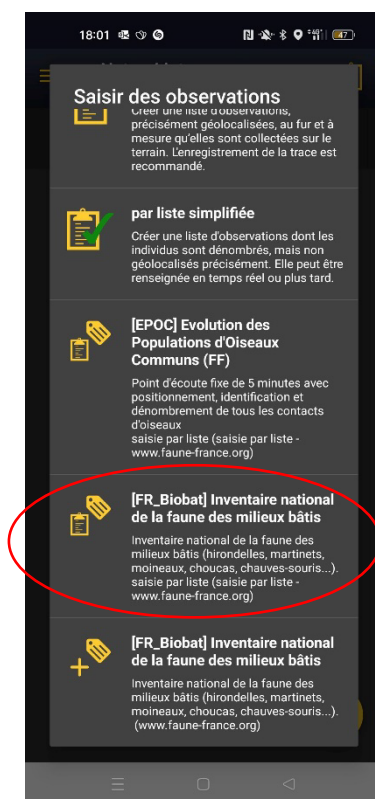 18:01
47
Saisir des observations
Créer une liste d'observations,
précisément géolocalisées, au fur et à
mesure qu'elles sont collectées sur le
terrain. L'enregistrement de la trace est
recommandé.
par liste simplifiée
Créer une liste d'observations dont les
individus sont dénombrés, mais non
géolocalisés précisément. Elle peut être
renseignée en temps réel ou plus tard.
[EPOC] Evolution des
Populations d'Oiseaux
Communs (FF)
Point d'écoute fixe de 5 minutes avec
positionnement, identification et
dénombrement de tous les contacts
d'oiseaux
saisie par liste (saisie par liste -
www.faune-france.org)
[FR_Biobat] Inventaire national
de la faune des milieux bâtis
Inventaire national de la faune des
milieux bâtis (hirondelles, martinets,
moineaux, choucas, chauves-souris...).
saisie par liste (saisie par liste -
www.faune-france.org)
[FR_Biobat] Inventaire national
de la faune des milieux bâtis
Inventaire national de la faune des
milieux bâtis (hirondelles, martinets,
moineaux, choucas, chauves-souris...).
(www.faune-france.org)